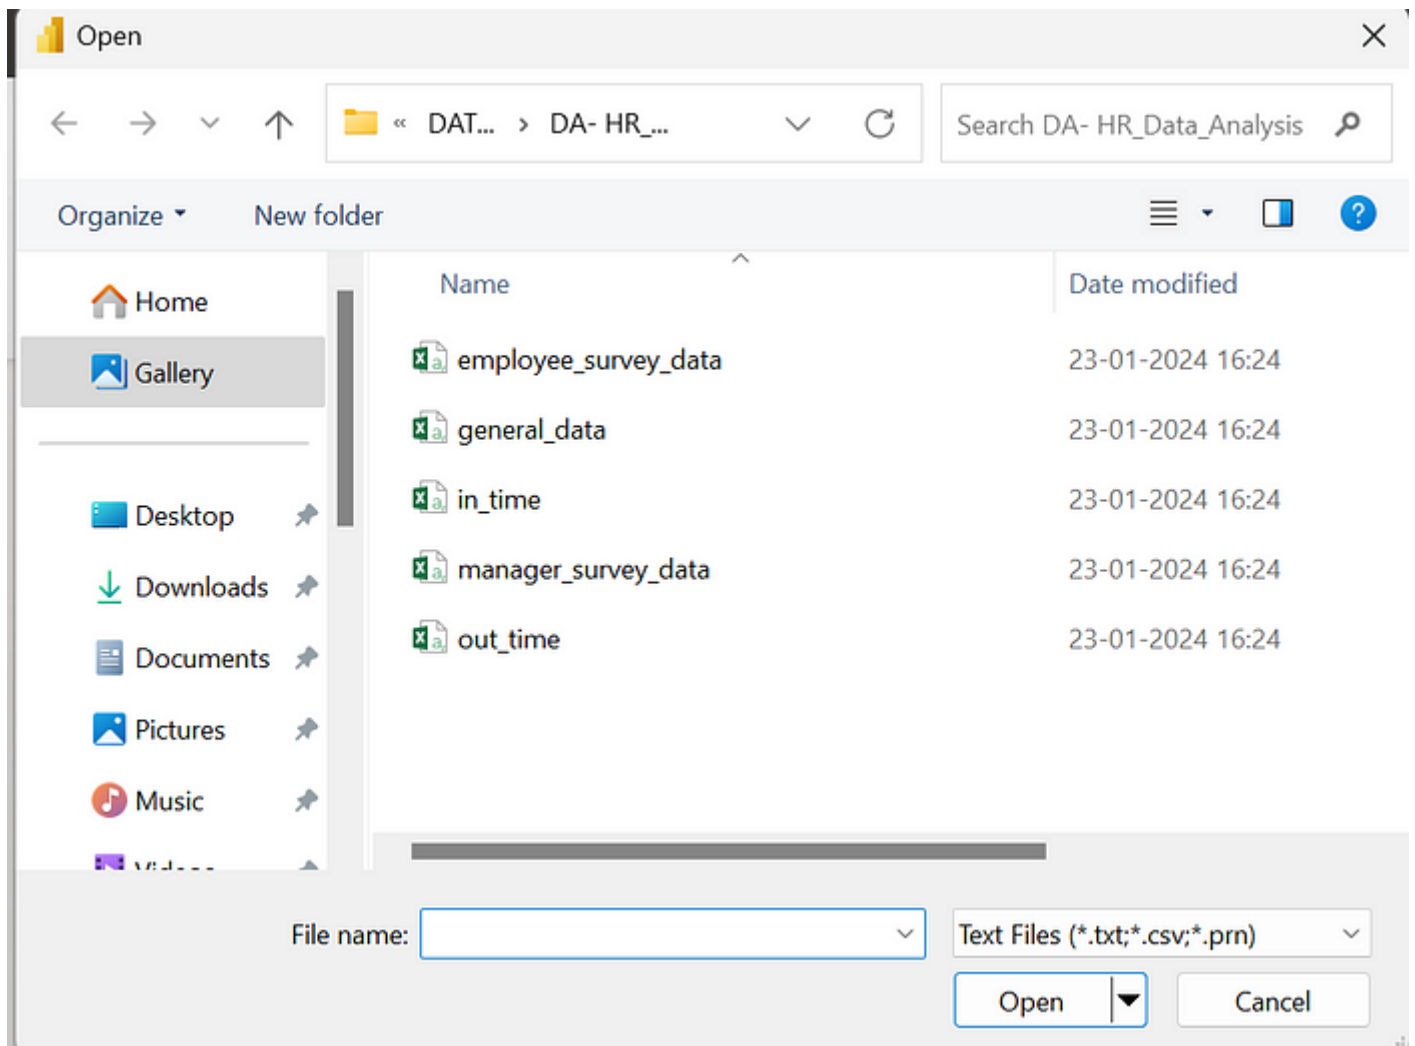 Open
« DAT... > DA- HR_...
Search DA- HR_Data_Analysis
Organize
New folder
Home
Gallery
Desktop
Downloads
Documents
Pictures
Music
Videos
Name
Date modified
employee_survey_data 23-01-2024 16:24
general_data 23-01-2024 16:24
in_time 23-01-2024 16:24
manager_survey_data 23-01-2024 16:24
out_time 23-01-2024 16:24
File name:
Text Files (*.txt;*.csv;*.prn)
Open
Cancel